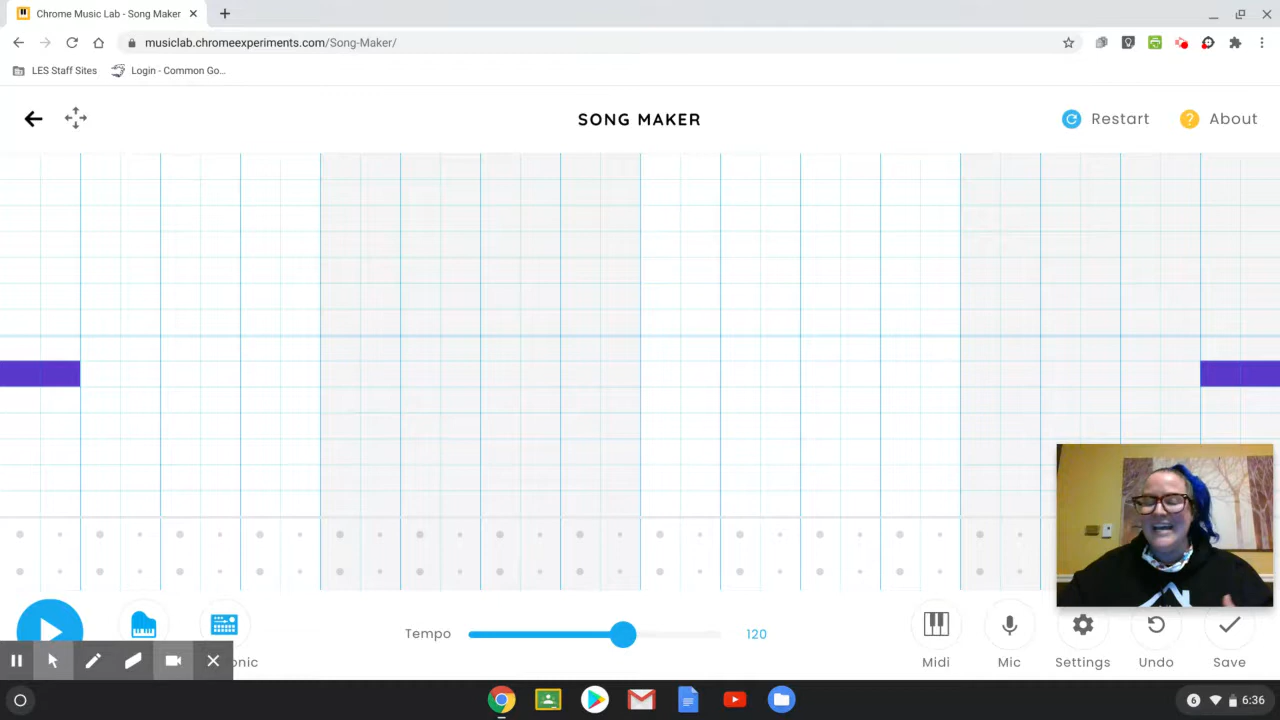 Chrome Music Lab - Song Maker
musiclab.chromeexperiments.com/Song-Maker/
LES Staff Sites
Login - Common Go...
SONG MAKER
Restart
About
Tempo
120
onic
Midi
Mic
Settings
Undo
Save
6
6:36